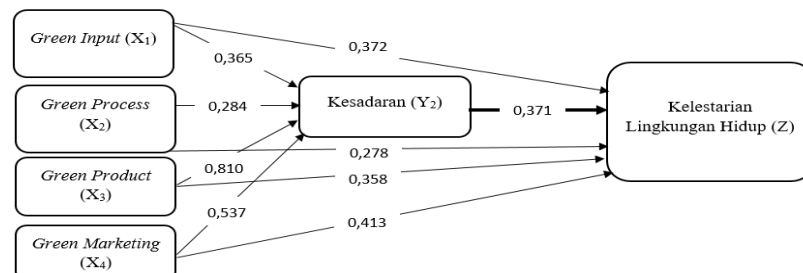 Green Input (X₁)
0,365
0,372
Green Process
(X₂)
0,284
Kesadaran (Y₂)
0,371
Kelestarian
Lingkungan Hidup (Z)
0,278
Green Product
(X₃)
0,810
0,358
0,537
0,413
Green Marketing
(X₄)